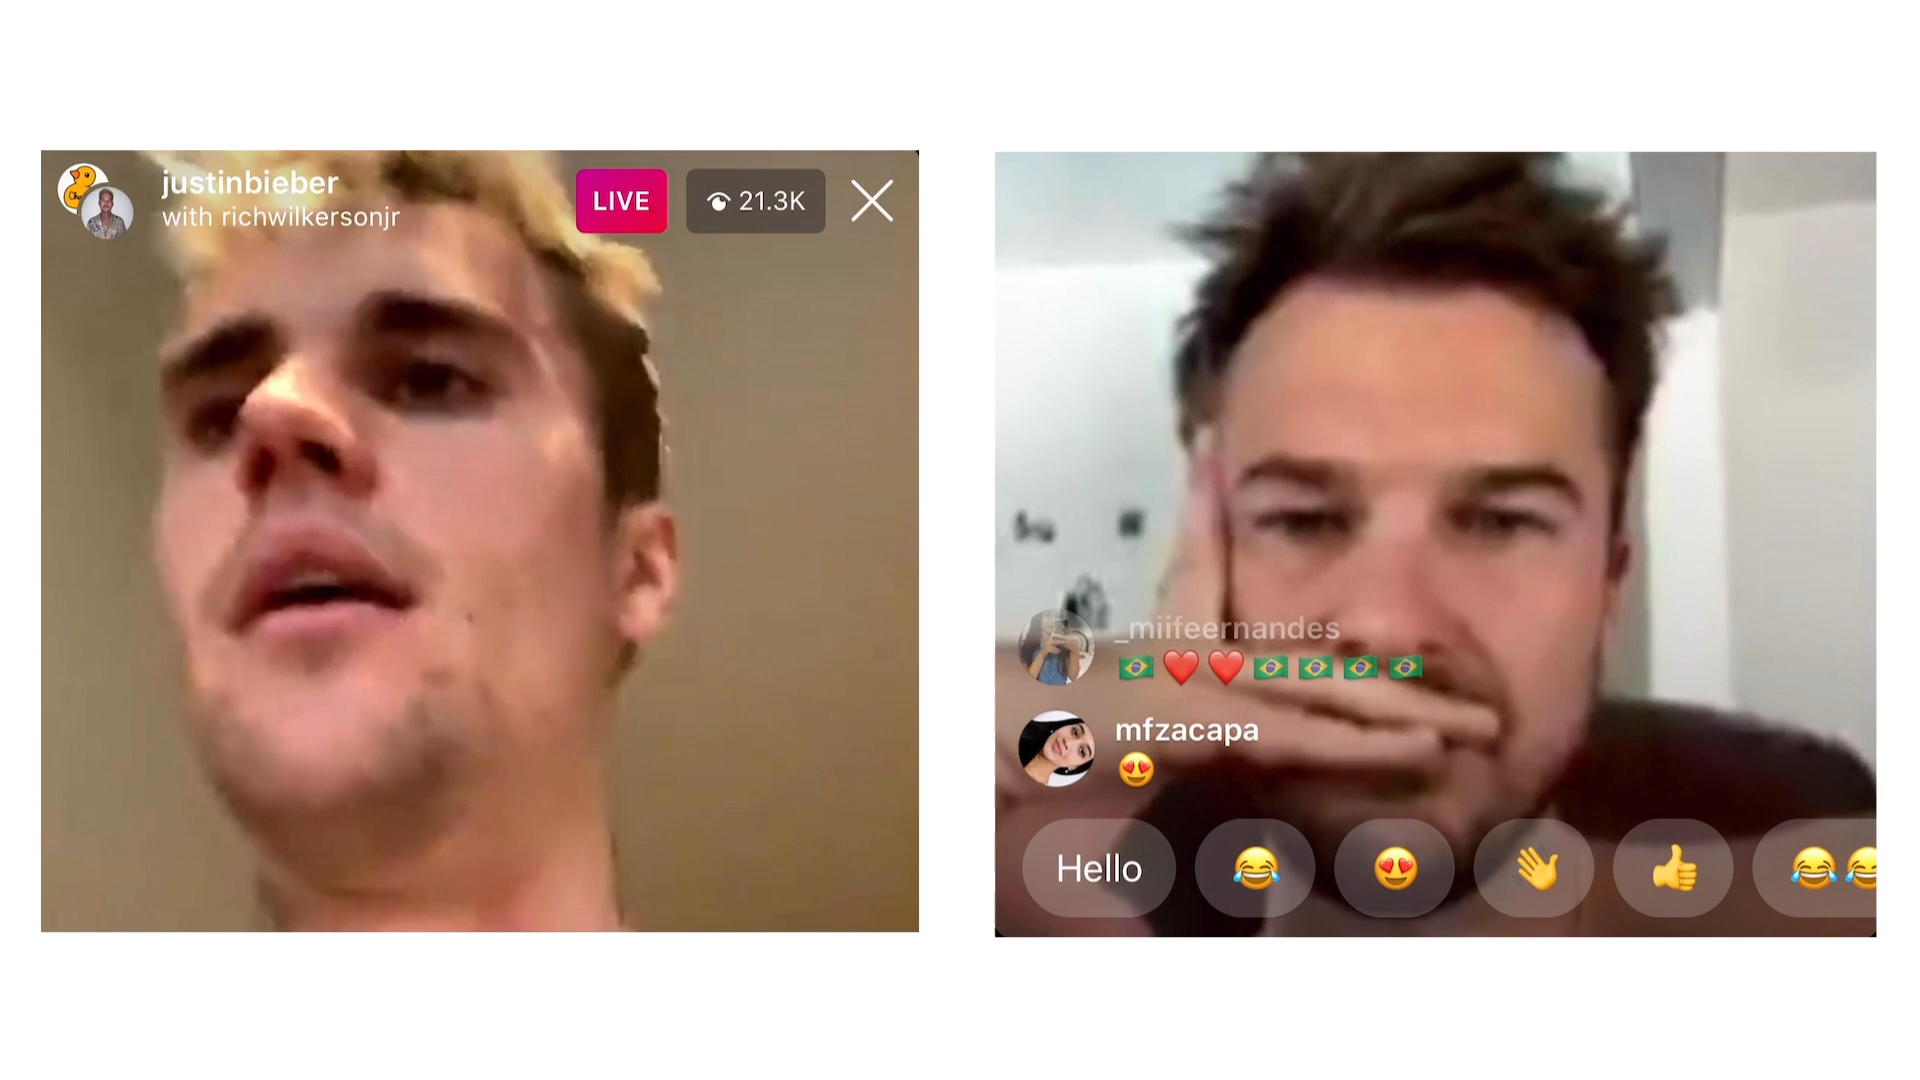 justinbieber
with richwilkersonjr
LIVE
21.3K
_miifeernandes
🇧🇷❤️❤️🇧🇷🇧🇷🇧🇷🇧🇷
mfzacapa
😍
Hello